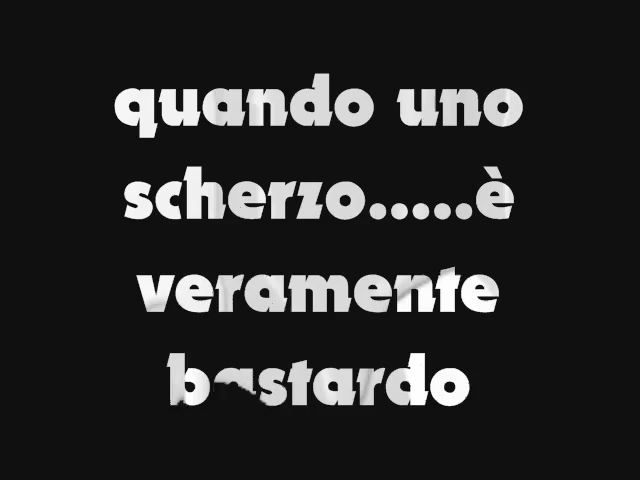 quando uno
scherzo.....è
veramente
bastardo